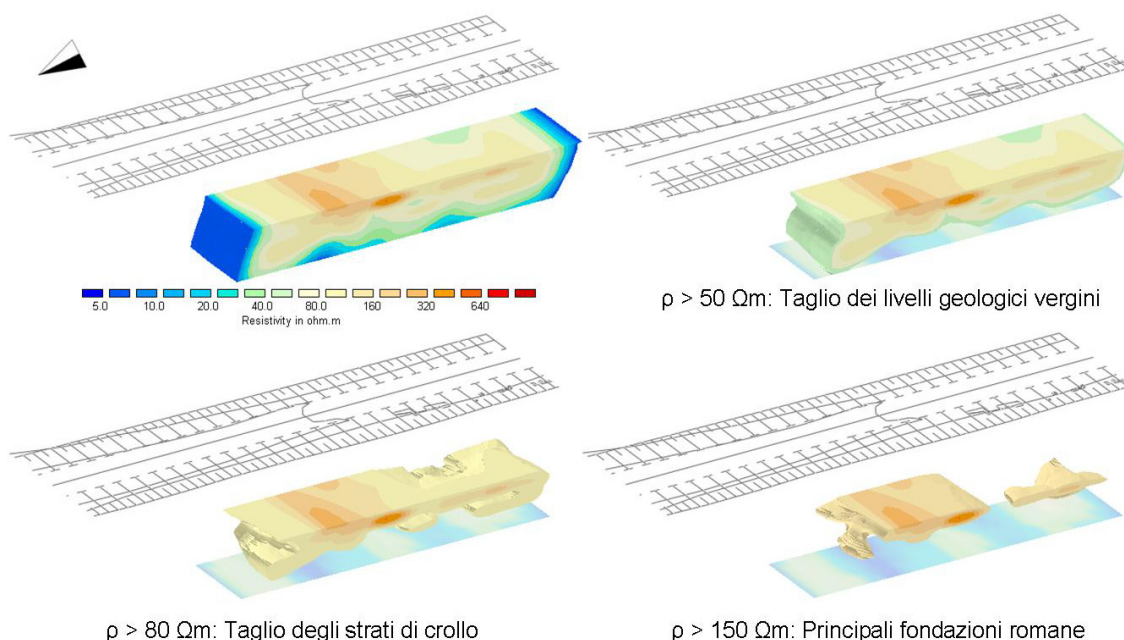 5.0 10.0 20.0 40.0 80.0 160 320 640
Resistivity in ohm.m
ρ > 50 Ωm: Taglio dei livelli geologici vergini
ρ > 80 Ωm: Taglio degli strati di crollo
ρ > 150 Ωm: Principali fondazioni romane